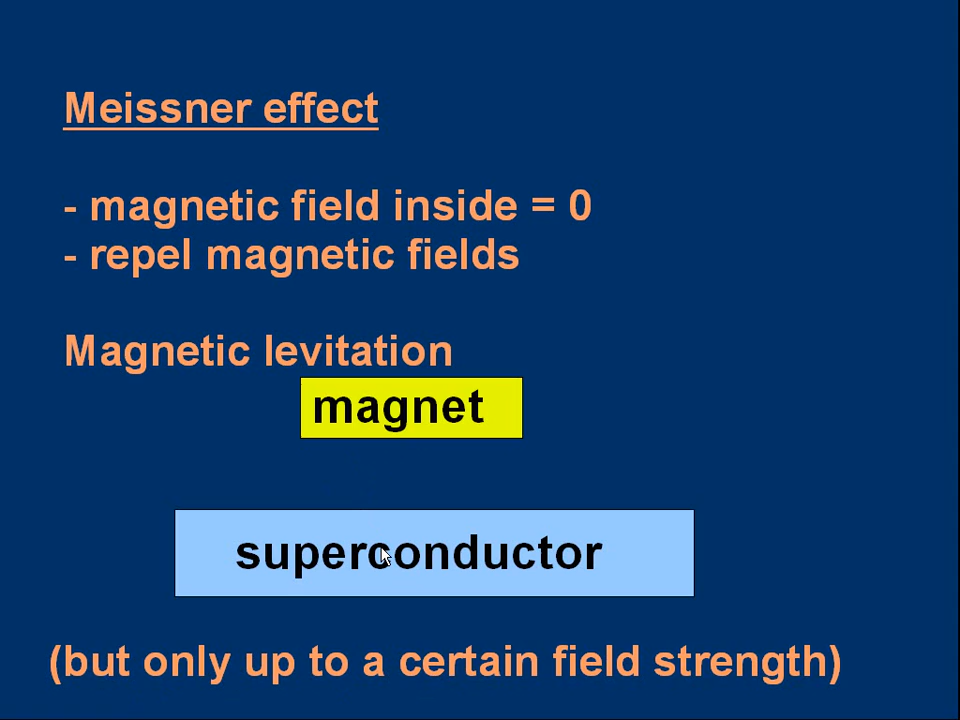 Meissner effect
- magnetic field inside = 0
- repel magnetic fields
Magnetic levitation
magnet
superconductor
(but only up to a certain field strength)